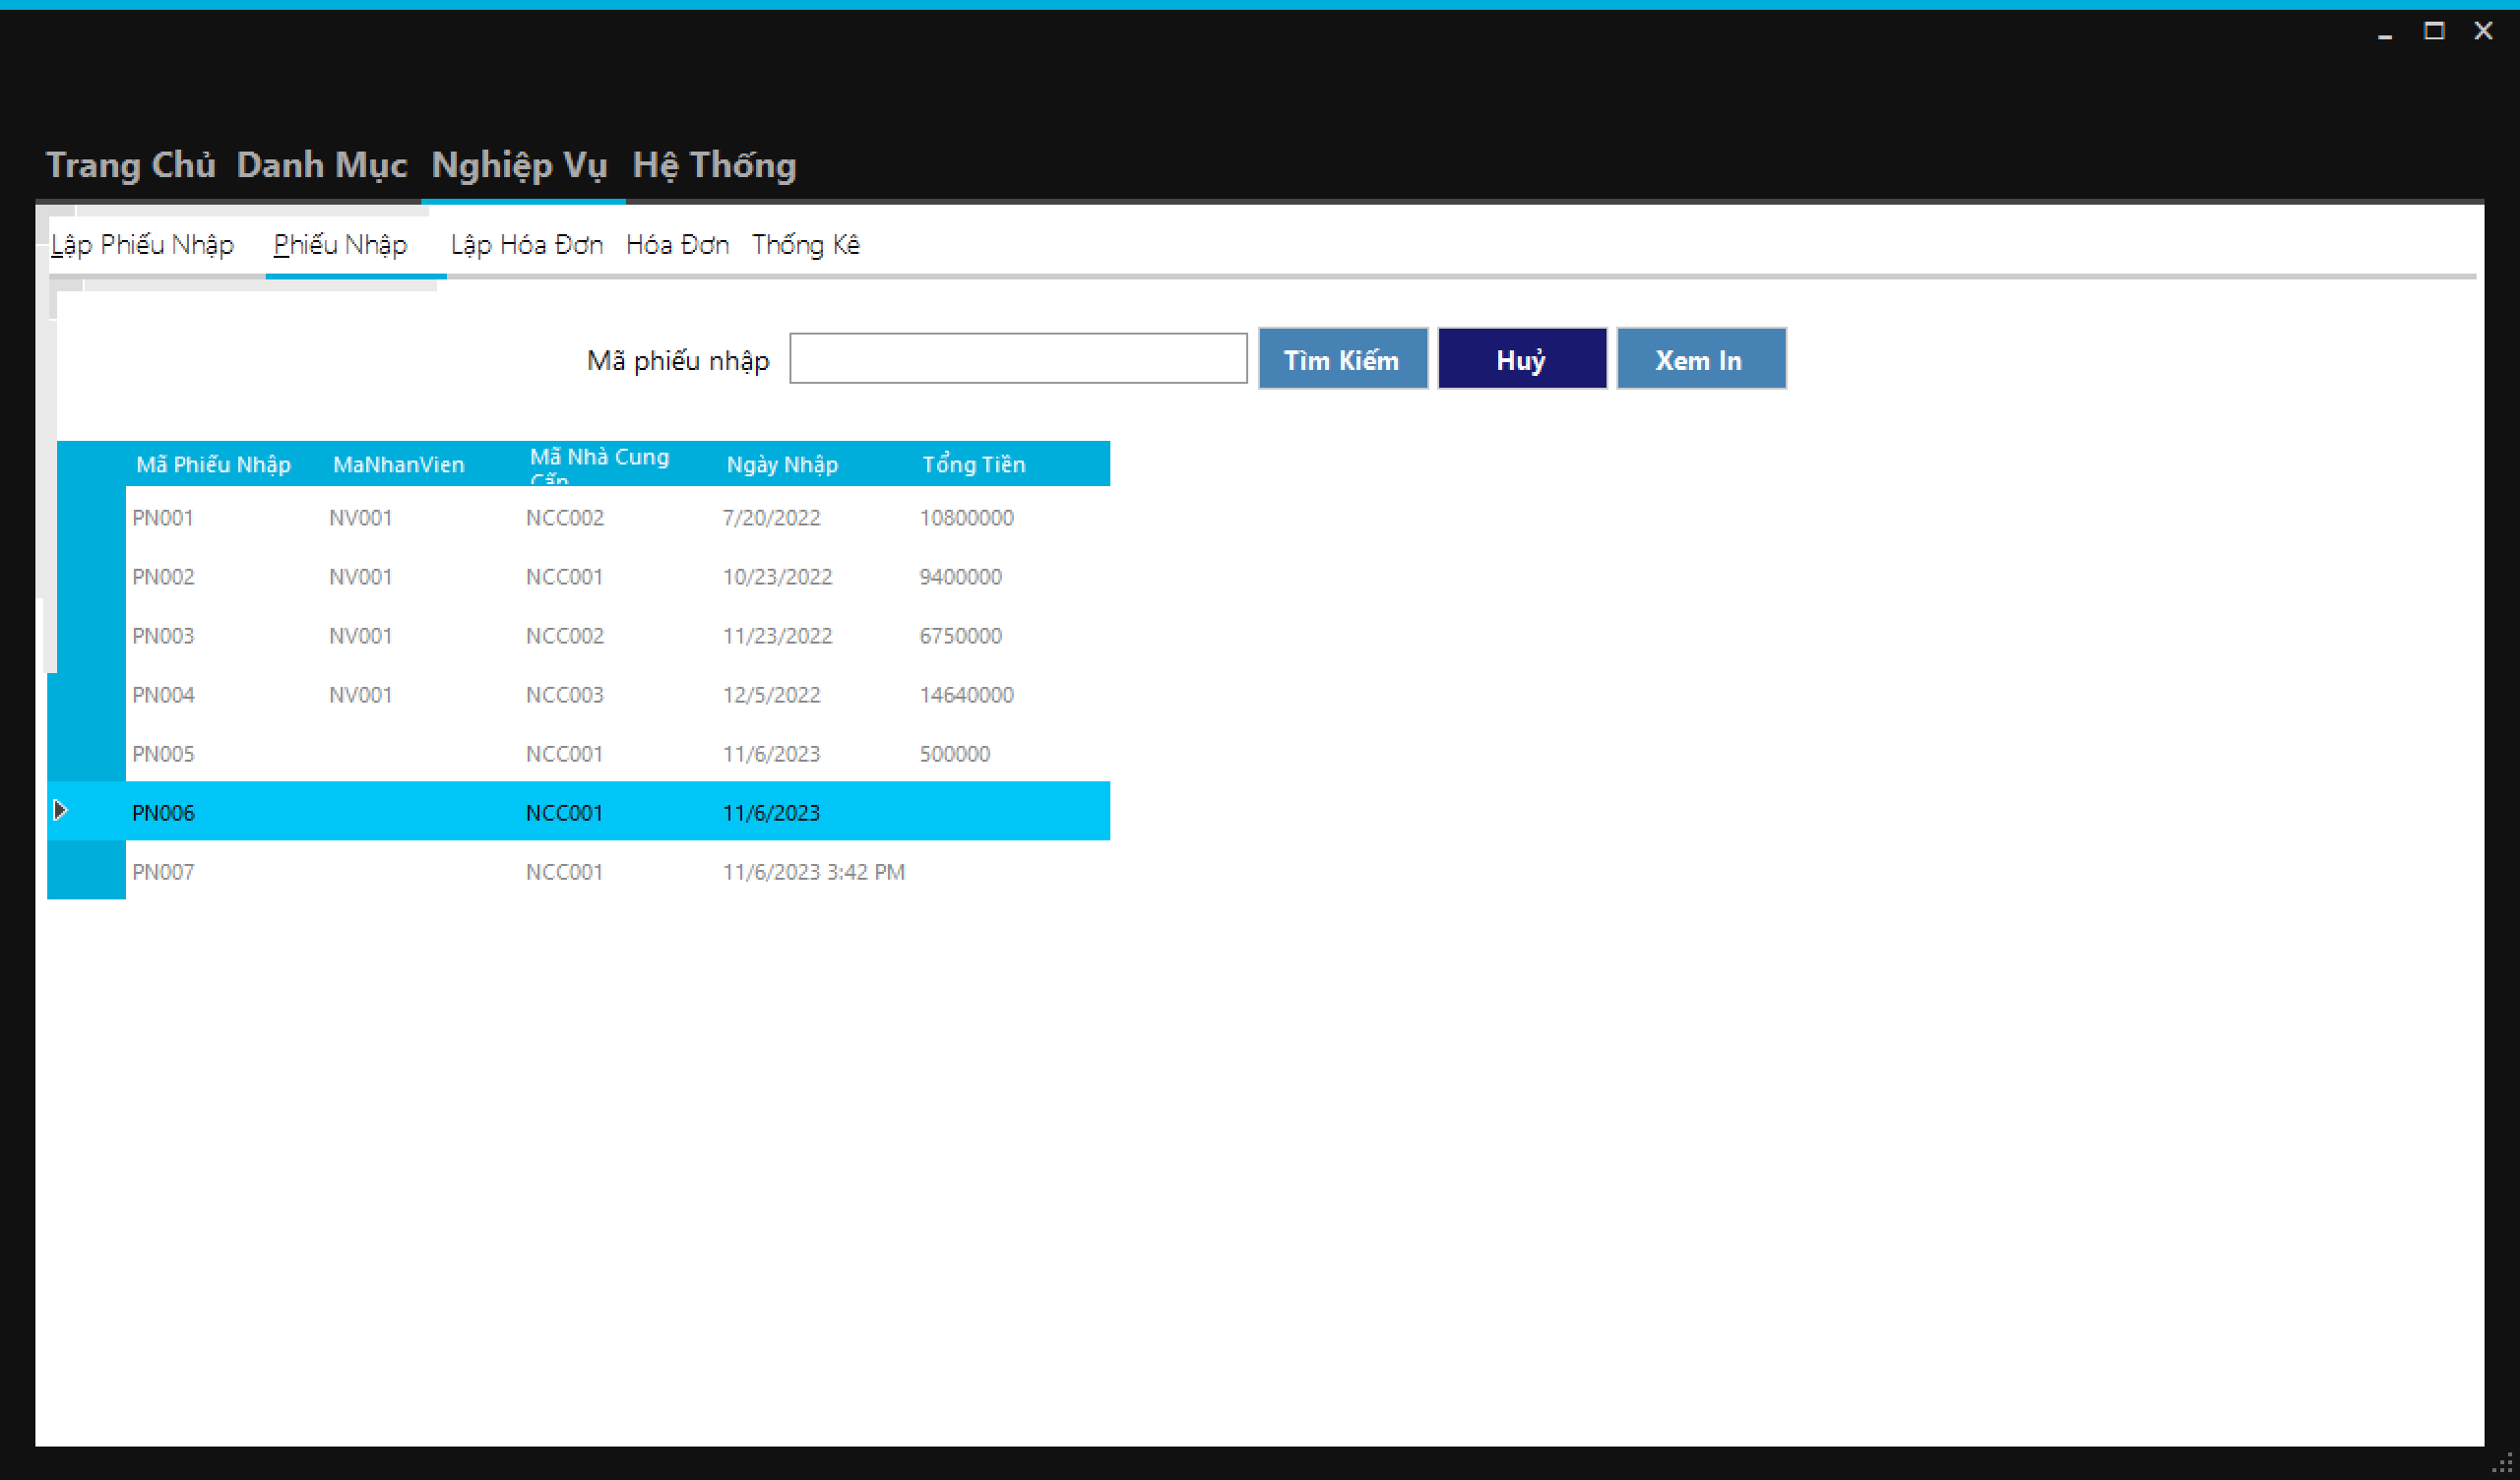 Trang Chủ Danh Mục Nghiệp Vụ Hệ Thống
Lập Phiếu Nhập Phiếu Nhập Lập Hóa Đơn Hóa Đơn Thống Kê
Mã phiếu nhập Tìm Kiếm Huỷ Xem In
Mã Phiếu Nhập MaNhanVien Mã Nhà Cung Cấp Ngày Nhập Tổng Tiền
PN001 NV001 NCC002 7/20/2022 10800000
PN002 NV001 NCC001 10/23/2022 9400000
PN003 NV001 NCC002 11/23/2022 6750000
PN004 NV001 NCC003 12/5/2022 14640000
PN005 NCC001 11/6/2023 500000
PN006 NCC001 11/6/2023
PN007 NCC001 11/6/2023 3:42 PM